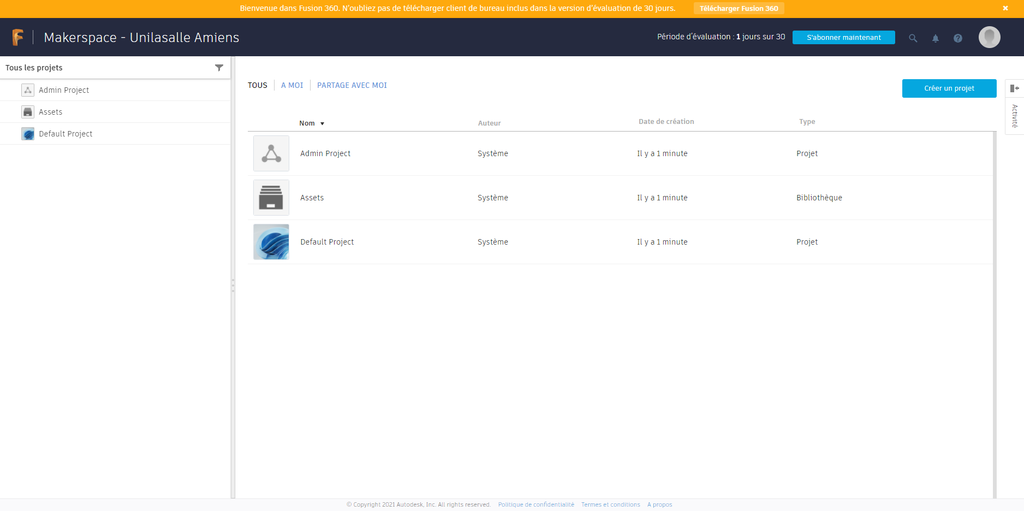 Bienvenue dans Fusion 360. N'oubliez pas de télécharger client de bureau inclus dans la version d'évaluation de 30 jours. Télécharger Fusion 360
F Makerspace - Unilasalle Amiens Période d'évaluation : 1 jours sur 30 S'abonner maintenant
Tous les projets
Admin Project
Assets
Default Project
TOUS A MOI PARTAGE AVEC MOI Créer un projet
Activité
Nom Auteur Date de création Type
Admin Project Système Il y a 1 minute Projet
Assets Système Il y a 1 minute Bibliothèque
Default Project Système Il y a 1 minute Projet
© Copyright 2021 Autodesk, Inc. All rights reserved. Politique de confidentialité Termes et conditions A propos